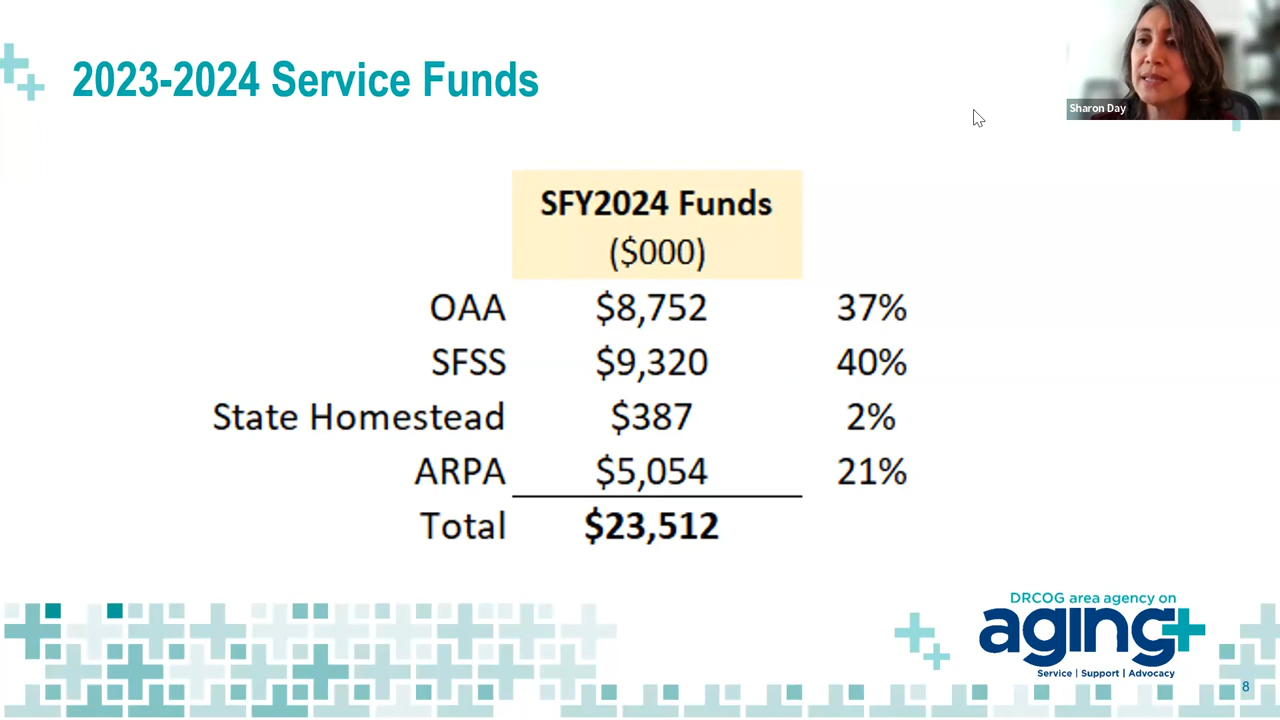 2023-2024 Service Funds
Sharon Day
SFY2024 Funds
($000)
OAA $8,752 37%
SFSS $9,320 40%
State Homestead $387 2%
ARPA $5,054 21%
Total $23,512
DRCOG area agency on
aging+
Service | Support | Advocacy
8